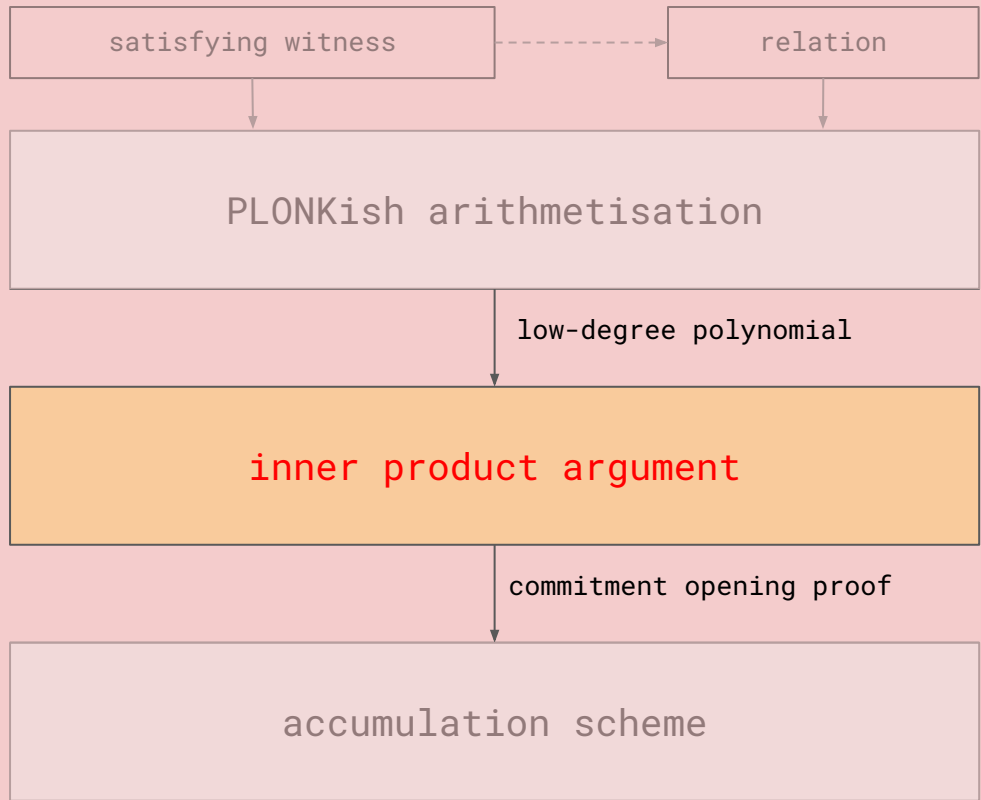 satisfying witness
relation
PLONKish arithmetisation
low-degree polynomial
inner product argument
commitment opening proof
accumulation scheme